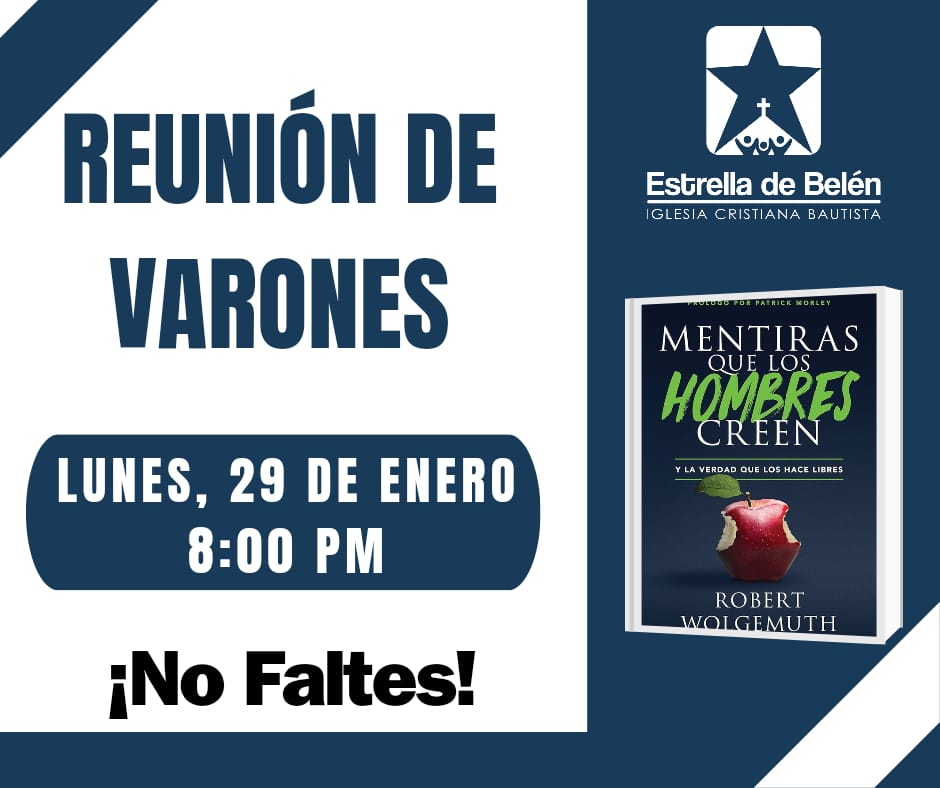 REUNIÓN DE
VARONES
LUNES, 29 DE ENERO
8:00 PM
¡No Faltes!
Estrella de Belén
IGLESIA CRISTIANA BAUTISTA
PRÓLOGO POR PATRICK MORLEY
MENTIRAS
QUE LOS
HOMBRES
CREEN
Y LA VERDAD QUE LOS HACE LIBRES
ROBERT
WOLGEMUTH